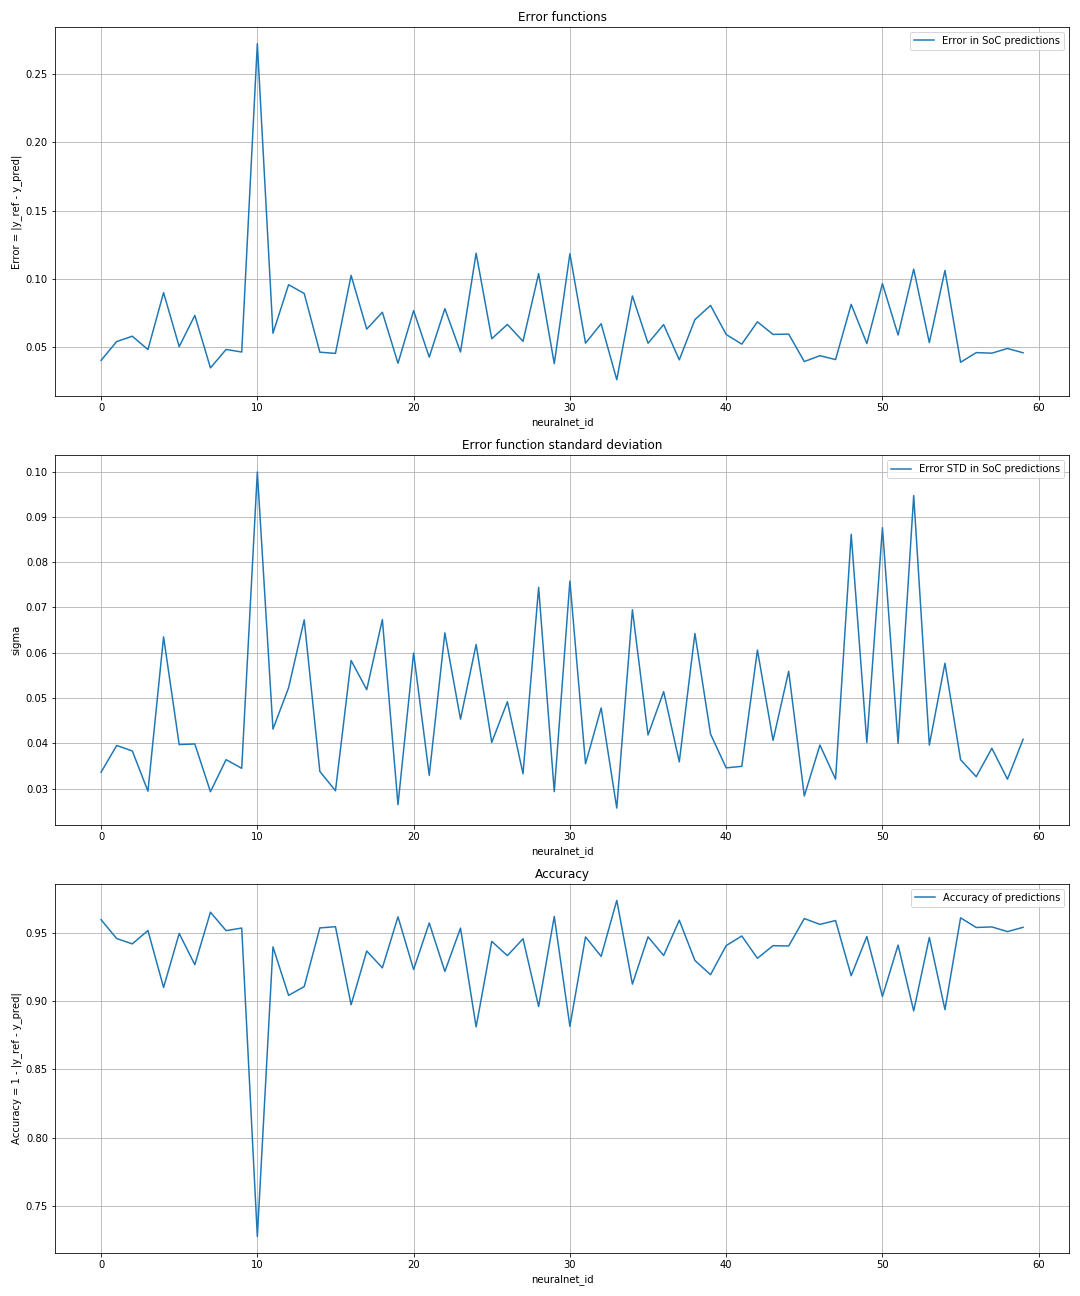 Error functions
Error in SoC predictions
0.25
0.20
0.15
0.10
0.05
Error = |y_ref - y_pred|
0 10 20 30 40 50 60
neuralnet_id
Error function standard deviation
Error STD in SoC predictions
0.10
0.09
0.08
0.07
0.06
0.05
0.04
0.03
sigma
0 10 20 30 40 50 60
neuralnet_id
Accuracy
Accuracy of predictions
0.95
0.90
0.85
0.80
0.75
Accuracy = 1 - |y_ref - y_pred|
0 10 20 30 40 50 60
neuralnet_id